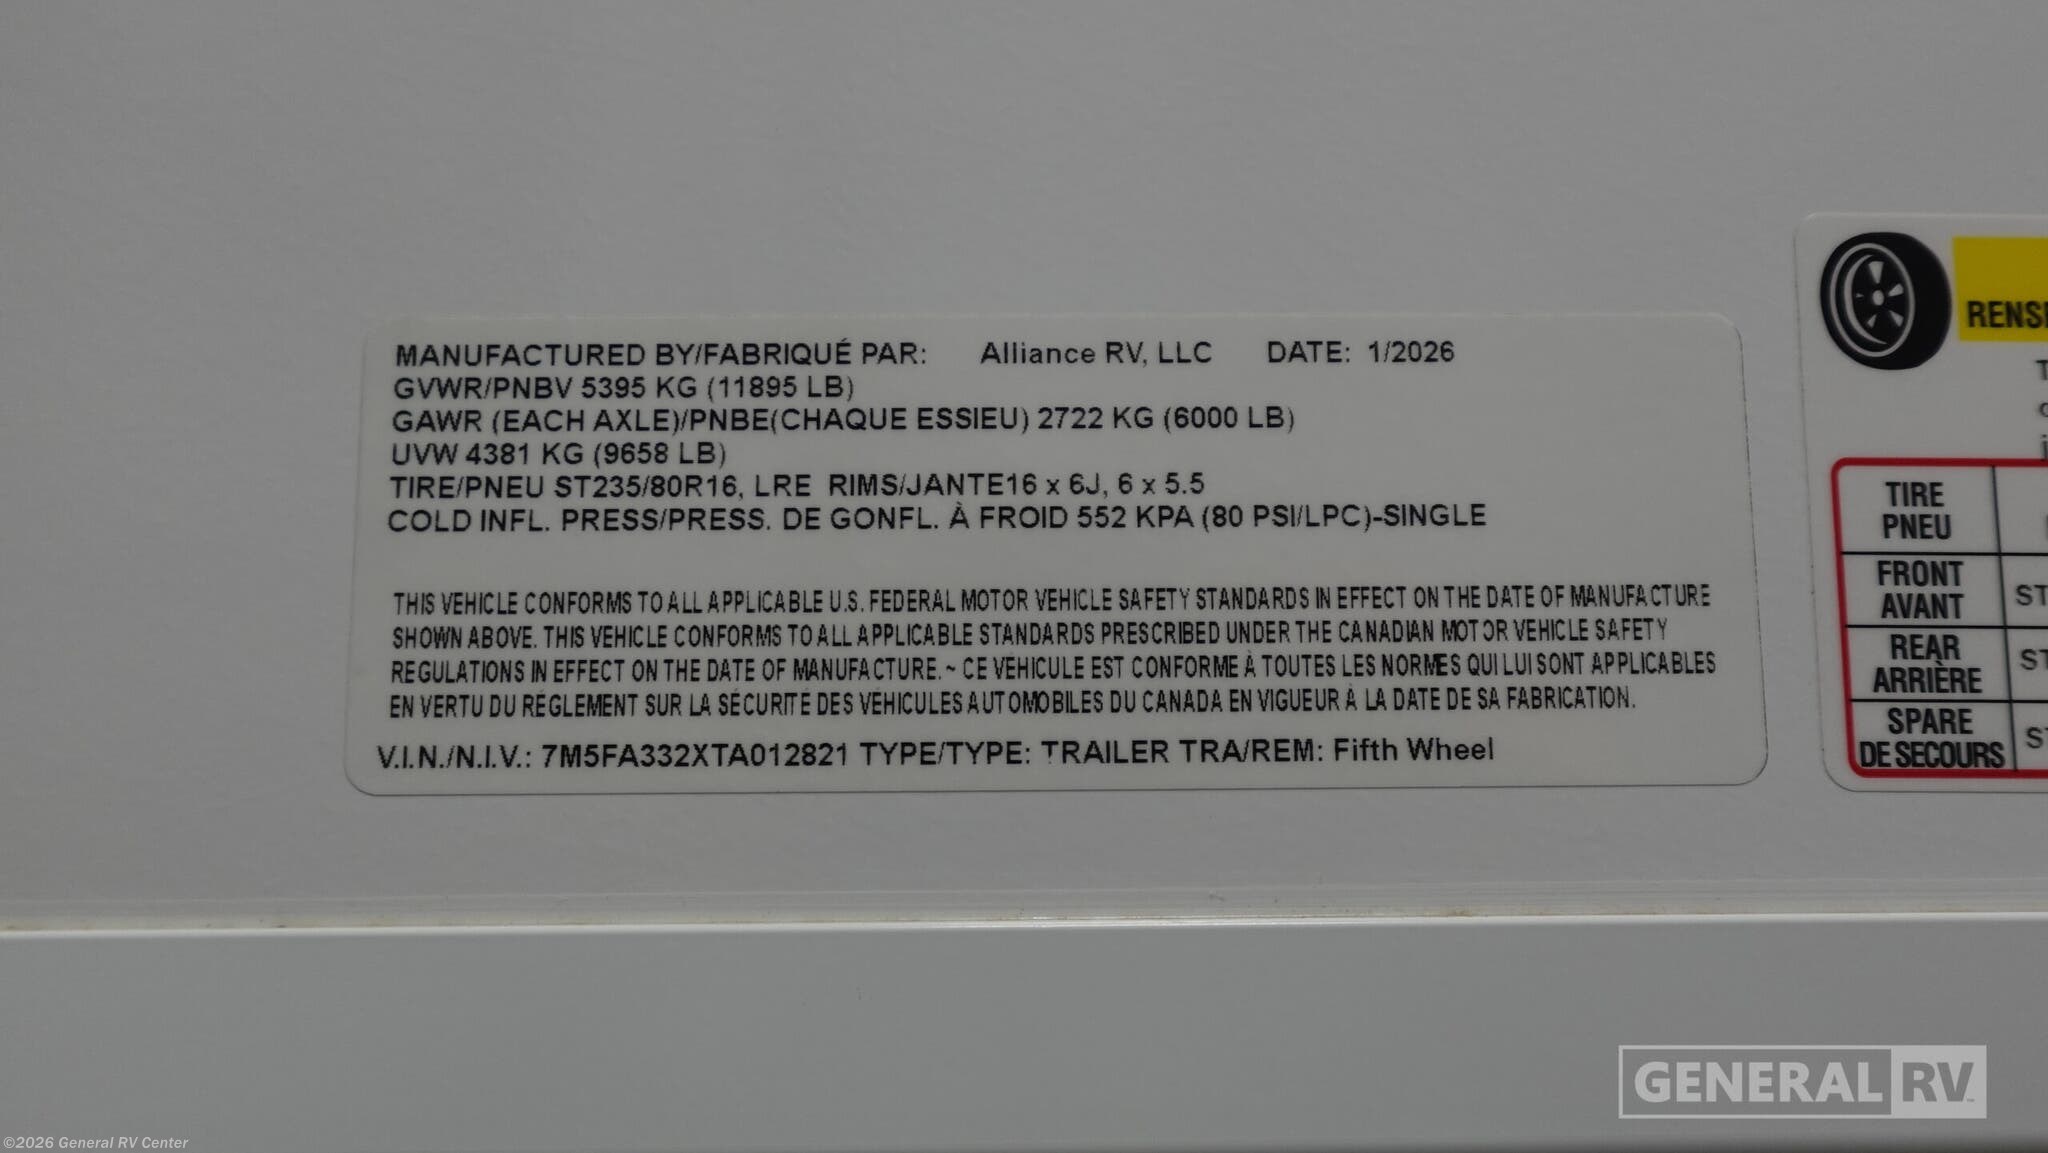 MANUFACTURED BY/FABRIQUÉ PAR: Alliance RV, LLC DATE: 1/2026
GVWR/PNBV 5395 KG (11895 LB)
GAWR (EACH AXLE)/PNBE(CHAQUE ESSIEU) 2722 KG (6000 LB)
UVW 4381 KG (9658 LB)
TIRE/PNEU ST235/80R16, LRE RIMS/JANTE16 x 6J, 6 x 5.5
COLD INFL. PRESS/PRESS. DE GONFL. À FROID 552 KPA (80 PSI/LPC)-SINGLE
THIS VEHICLE CONFORMS TO ALL APPLICABLE U.S. FEDERAL MOTOR VEHICLE SAFETY STANDARDS IN EFFECT ON THE DATE OF MANUFACTURE
SHOWN ABOVE. THIS VEHICLE CONFORMS TO ALL APPLICABLE STANDARDS PRESCRIBED UNDER THE CANADIAN MOTOR VEHICLE SAFETY
REGULATIONS IN EFFECT ON THE DATE OF MANUFACTURE. ~ CE VÉHICULE EST CONFORME À TOUTES LES NORMES QUI LUI SONT APPLICABLES
EN VERTU DU RÉGLEMENT SUR LA SÉCURITÉ DES VÉHICULES AUTOMOBILES DU CANADA EN VIGUEUR À LA DATE DE SA FABRICATION.
V.I.N./N.I.V.: 7M5FA332XTA012821 TYPE/TYPE: TRAILER TRA/REM: Fifth Wheel
RENS
TIRE
PNEU
FRONT
AVANT
ST
REAR
ARRIÈRE
ST
SPARE
DE SECOURS
GENERAL RV
©2026 General RV Center